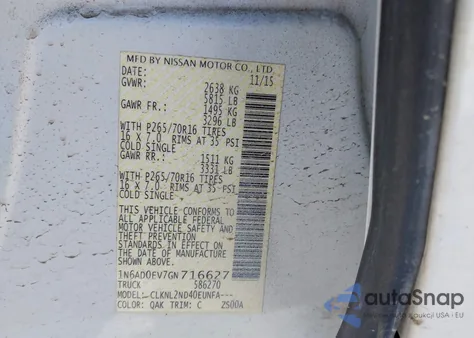 MFD BY NISSAN MOTOR CO., LTD.
DATE: 11/15
GVWR: 2638 KG
5815 LB
GAWR FR.: 1495 KG
3296 LB
WITH P265/70R16 TIRES
16 X 7.0 RIMS AT 35 PSI
COLD SINGLE
GAWR RR.: 1511 KG
3331 LB
WITH P265/70R16 TIRES
16 X 7.0 RIMS AT 35 PSI
COLD SINGLE
THIS VEHICLE CONFORMS TO
ALL APPLICABLE FEDERAL
MOTOR VEHICLE SAFETY AND
THEFT PREVENTION STANDARDS
IN EFFECT ON THE DATE OF
MANUFACTURE SHOWN ABOVE.
1N6AD0EV7GN716627
TRUCK 586270
MODEL: CLKNL2ND40EUNFA---
COLOR: QAK TRIM: C 2S00A
autoSnap
aukcji USA i EU